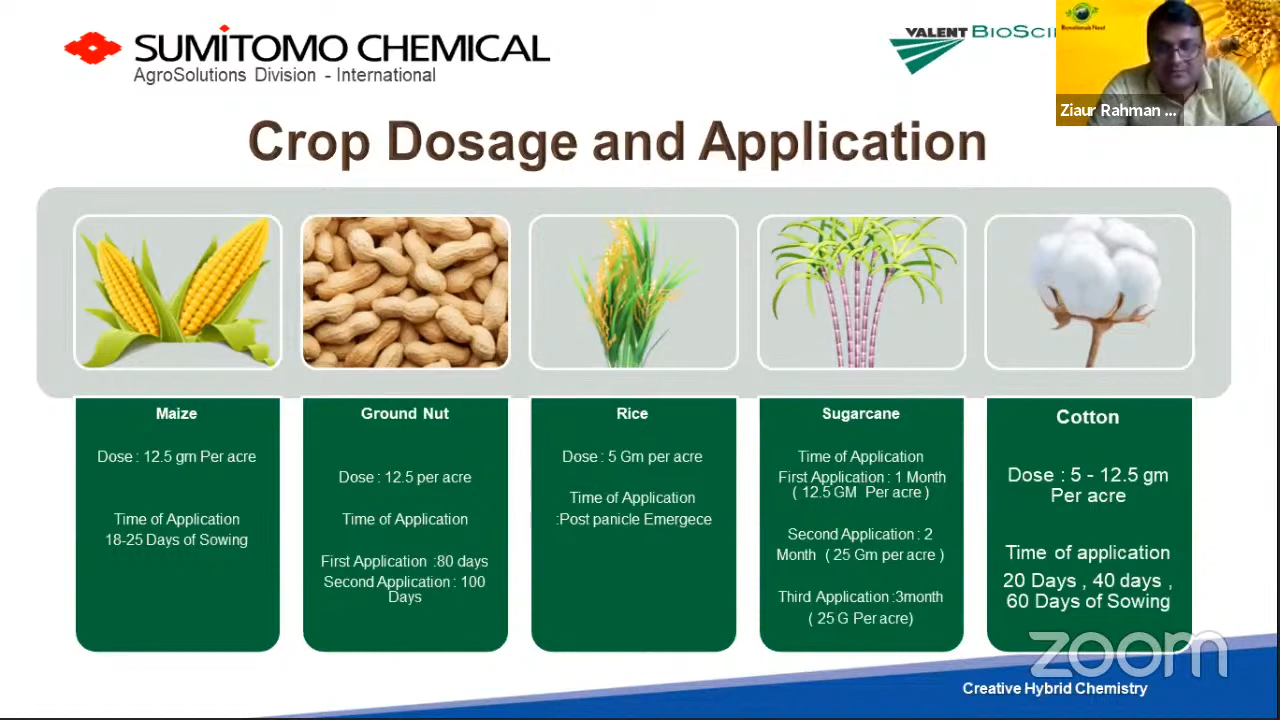 SUMITOMO CHEMICAL
AgroSolutions Division - International
VALENT BIOSCI
Biorationals Next
Ziaur Rahman ...
Crop Dosage and Application
Maize
Dose : 12.5 gm Per acre
Time of Application
18-25 Days of Sowing
Ground Nut
Dose : 12.5 per acre
Time of Application
First Application :80 days
Second Application : 100
Days
Rice
Dose : 5 Gm per acre
Time of Application
:Post panicle Emergece
Sugarcane
Time of Application
First Application : 1 Month
( 12.5 GM Per acre )
Second Application : 2
Month ( 25 Gm per acre )
Third Application :3month
( 25 G Per acre)
Cotton
Dose : 5 - 12.5 gm
Per acre
Time of application
20 Days , 40 days ,
60 Days of Sowing
zoom
Creative Hybrid Chemistry